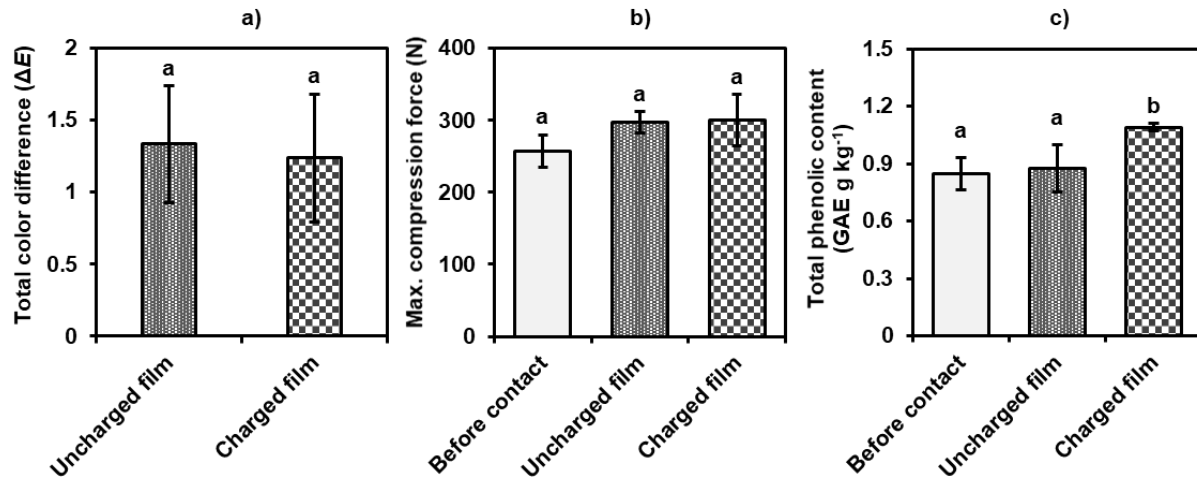 a)
Total color difference (ΔE)
2
1.5
1
0.5
0
a
a
Uncharged film
Charged film
b)
Max. compression force (N)
400
300
200
100
0
a
a
a
Before contact
Uncharged film
Charged film
c)
Total phenolic content
(GAE g kg⁻¹)
1.5
1.2
0.9
0.6
0.3
0
a
a
b
Before contact
Uncharged film
Charged film